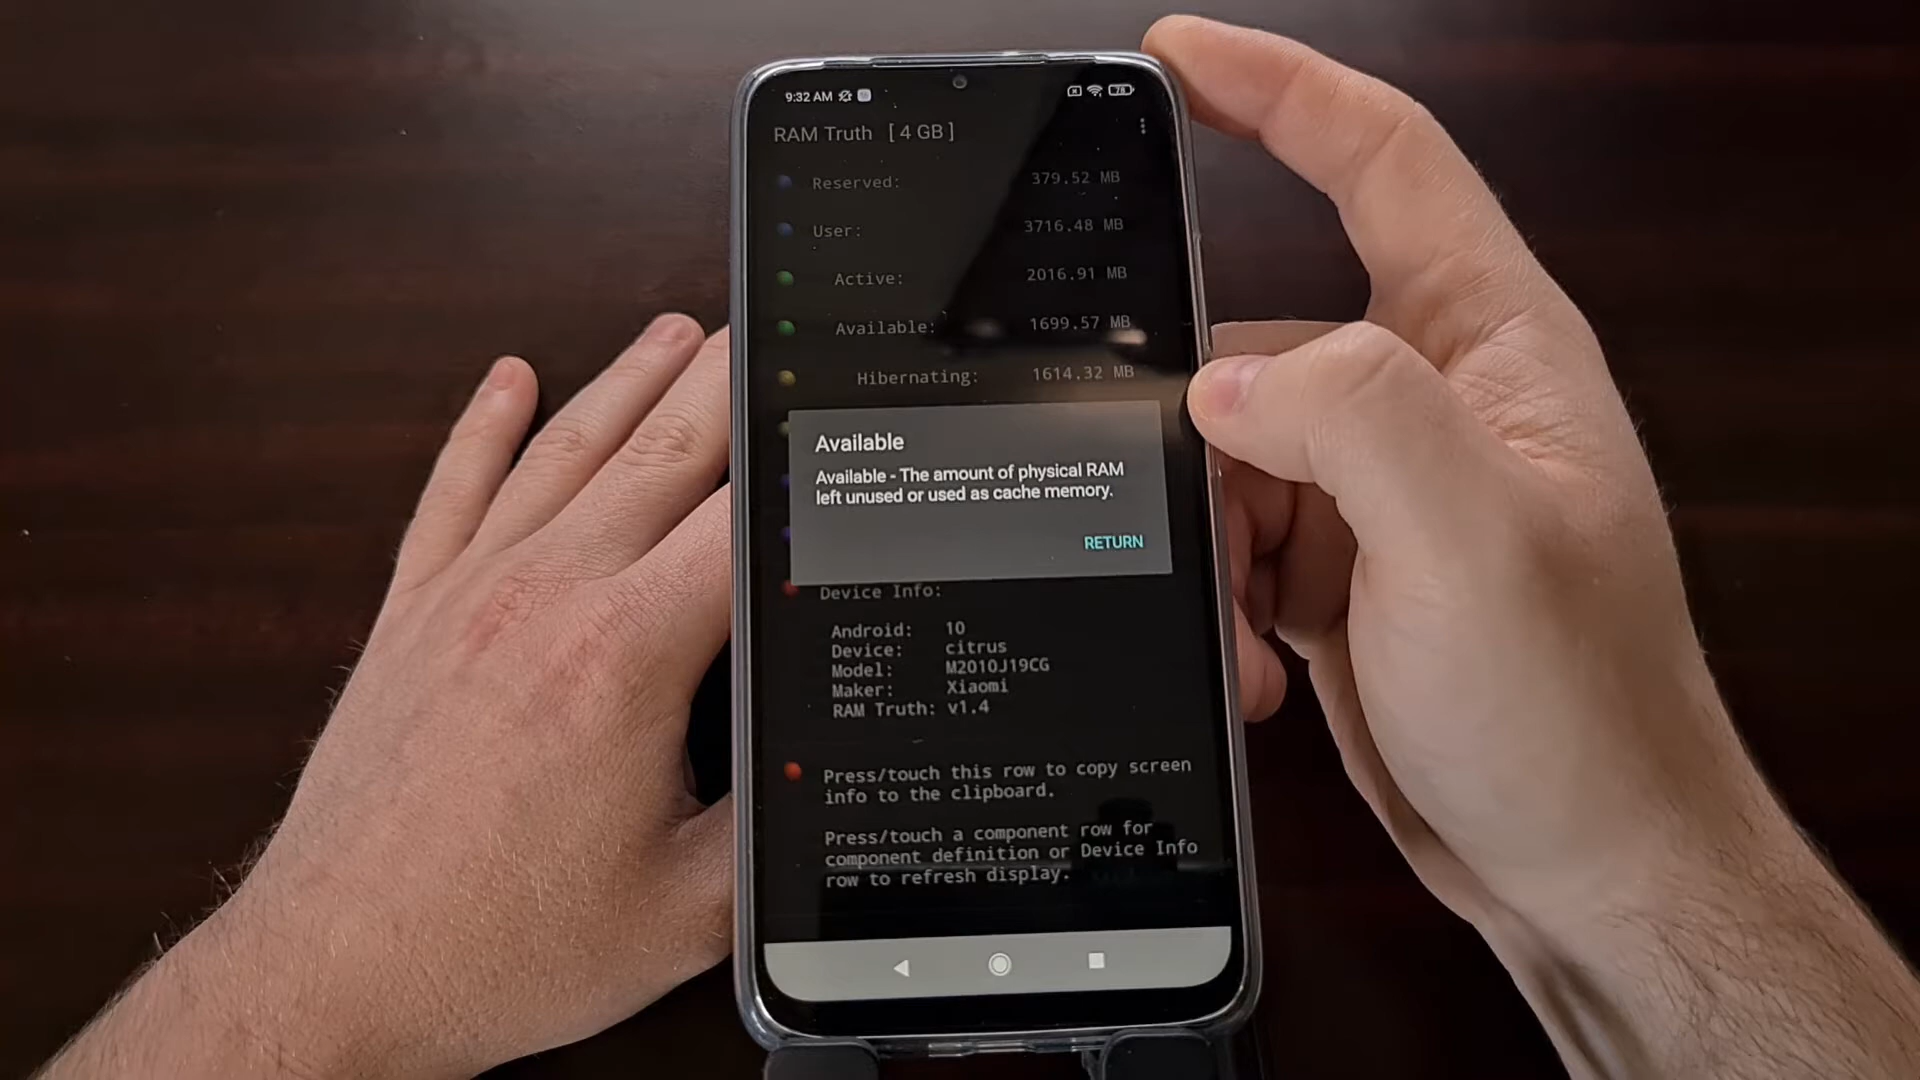 9:32 AM
78
RAM Truth [ 4 GB ]
Reserved: 379.52 MB
User: 3716.48 MB
Active: 2016.91 MB
Available: 1699.57 MB
Hibernating: 1614.32 MB
Available
Available - The amount of physical RAM
left unused or used as cache memory.
RETURN
Device Info:
Android: 10
Device: citrus
Model: M2010J19CG
Maker: Xiaomi
RAM Truth: v1.4
Press/touch this row to copy screen
info to the clipboard.
Press/touch a component row for
component definition or Device Info
row to refresh display.